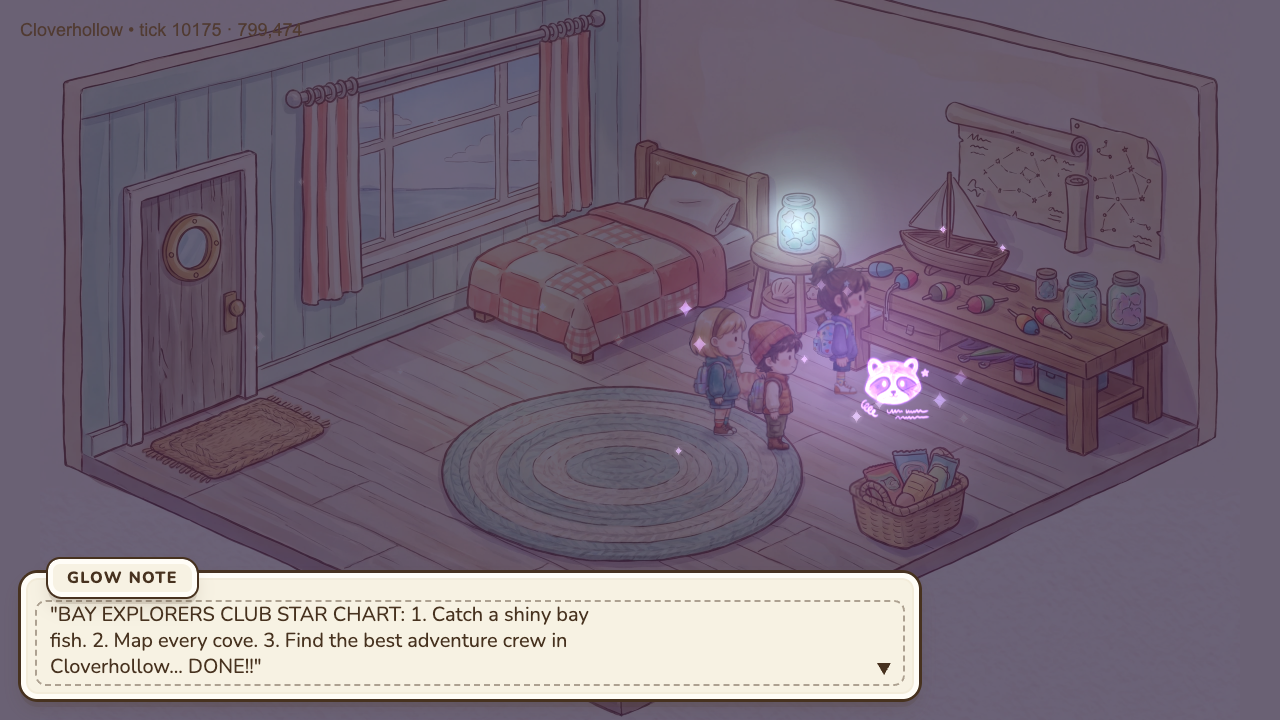 Cloverhollow • tick 10175 · 799,474
GLOW NOTE
"BAY EXPLORERS CLUB STAR CHART: 1. Catch a shiny bay
fish. 2. Map every cove. 3. Find the best adventure crew in
Cloverhollow... DONE!!"